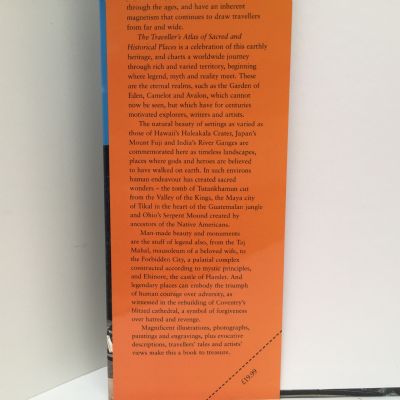 through the ages, and have an inherent
magnetism that continues to draw travellers
from far and wide.
The Traveller's Atlas of Sacred and
Historical Places is a celebration of this earthly
heritage, and charts a worldwide journey
through rich and varied territory, beginning
where legend, myth and reality meet. These
are the eternal realms, such as the Garden of
Eden, Camelot and Avalon, which cannot
now be seen, but which have for centuries
motivated explorers, writers and artists.
The natural beauty of settings as varied as
those of Hawaii's Haleakala Crater, Japan's
Mount Fuji and India's River Ganges are
commemorated here as timeless landscapes,
places where gods and heroes are believed
to have walked on earth. In such environs
human endeavour has created sacred
wonders – the tomb of Tutankhamun cut
from the Valley of the Kings, the Maya city
of Tikal in the heart of the Guatemalan jungle
and Ohio's Serpent Mound created by
ancestors of the Native Americans.
Man-made beauty and monuments
are the stuff of legend also, from the Taj
Mahal, mausoleum of a beloved wife, to
the Forbidden City, a palatial complex
constructed according to mystic principles,
and Elsinore, the castle of Hamlet. And
legendary places can embody the triumph
of human courage over adversity, as
witnessed in the rebuilding of Coventry's
blitzed cathedral, a symbol of forgiveness
over hatred and revenge.
Magnificent illustrations, photographs,
paintings and engravings, plus evocative
descriptions, travellers' tales and artists'
views make this a book to treasure.
£19.99